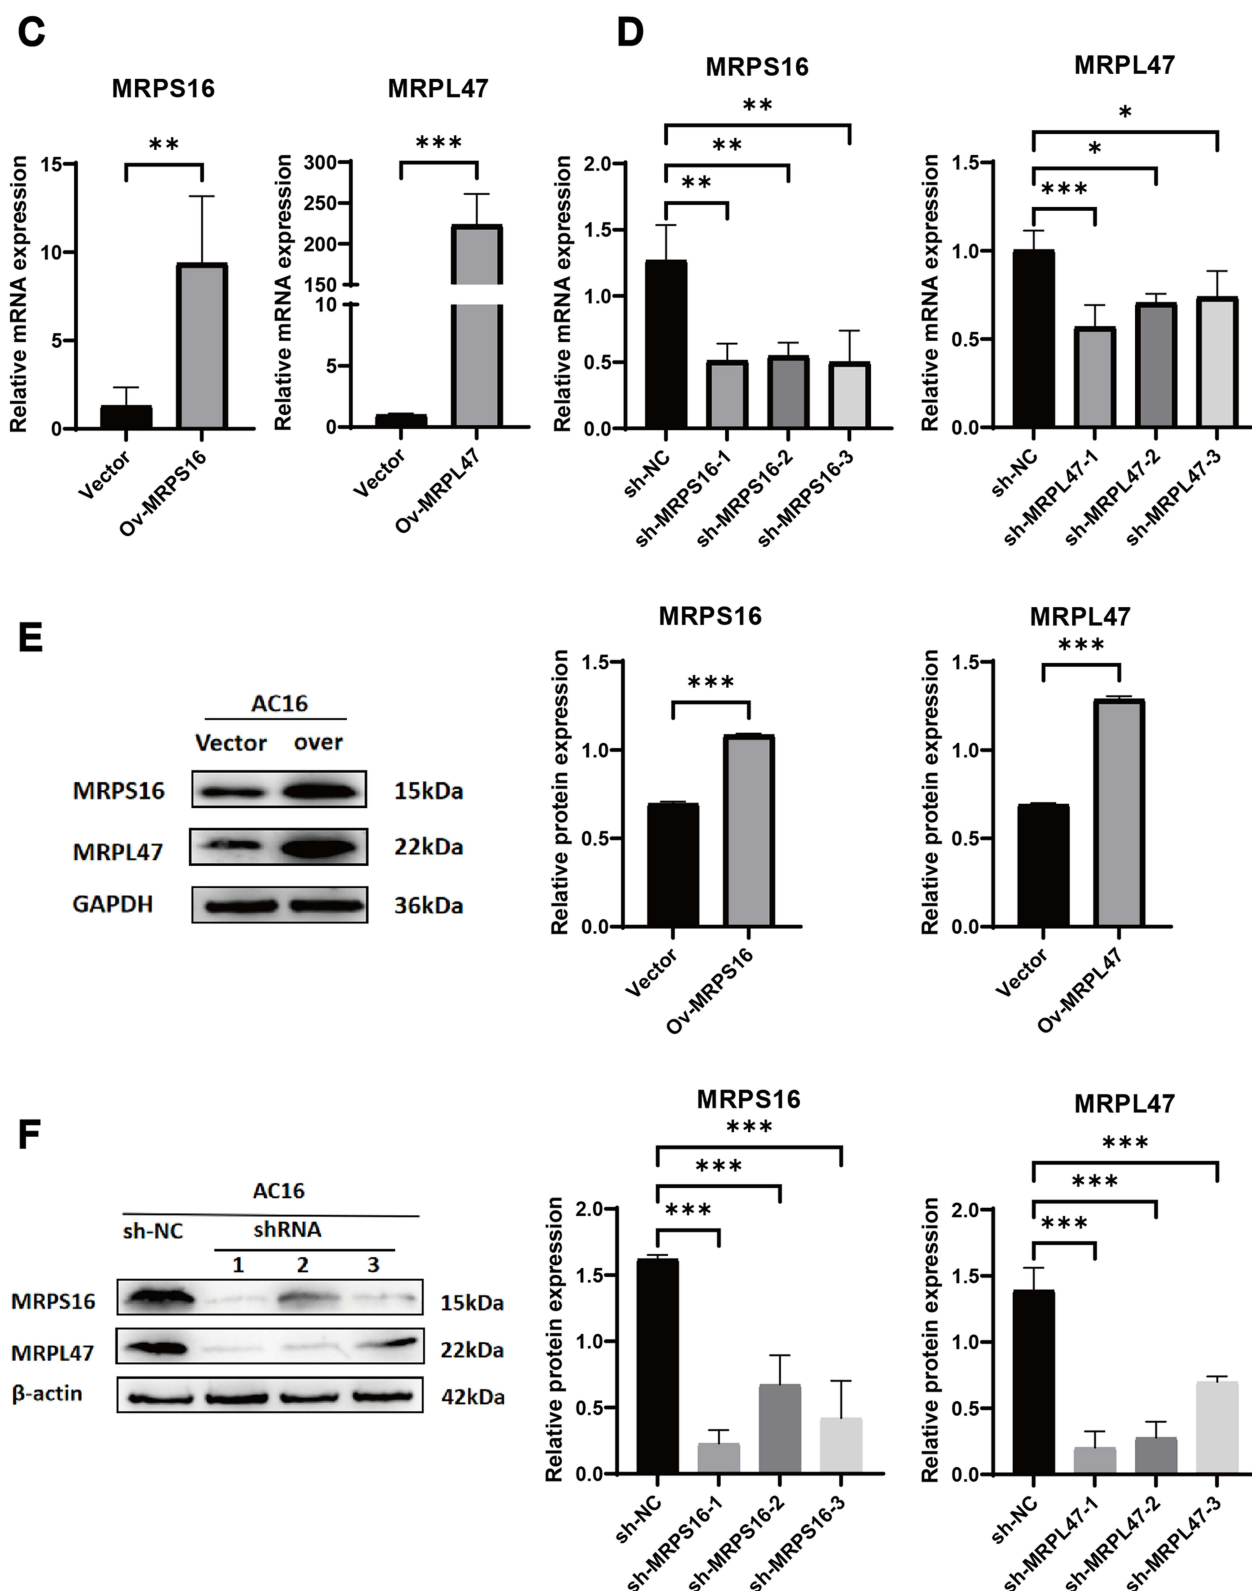 C
MRPS16
**
Relative mRNA expression
15
10
5
0
Vector
Ov-MRPS16
MRPL47
***
Relative mRNA expression
300
250
200
150
10
5
0
Vector
Ov-MRPL47
D
MRPS16
**
**
**
Relative mRNA expression
2.0
1.5
1.0
0.5
0.0
sh-NC
sh-MRPS16-1
sh-MRPS16-2
sh-MRPS16-3
MRPL47
*
*
***
Relative mRNA expression
1.5
1.0
0.5
0.0
sh-NC
sh-MRPL47-1
sh-MRPL47-2
sh-MRPL47-3
E
AC16
Vector over
MRPS16 15kDa
MRPL47 22kDa
GAPDH 36kDa
MRPS16
***
Relative protein expression
1.5
1.0
0.5
0.0
Vector
Ov-MRPS16
MRPL47
***
Relative protein expression
1.5
1.0
0.5
0.0
Vector
Ov-MRPL47
F
AC16
sh-NC shRNA
1 2 3
MRPS16 15kDa
MRPL47 22kDa
β-actin 42kDa
MRPS16
***
***
***
Relative protein expression
2.0
1.5
1.0
0.5
0.0
sh-NC
sh-MRPS16-1
sh-MRPS16-2
sh-MRPS16-3
MRPL47
***
***
***
Relative protein expression
2.0
1.5
1.0
0.5
0.0
sh-NC
sh-MRPL47-1
sh-MRPL47-2
sh-MRPL47-3